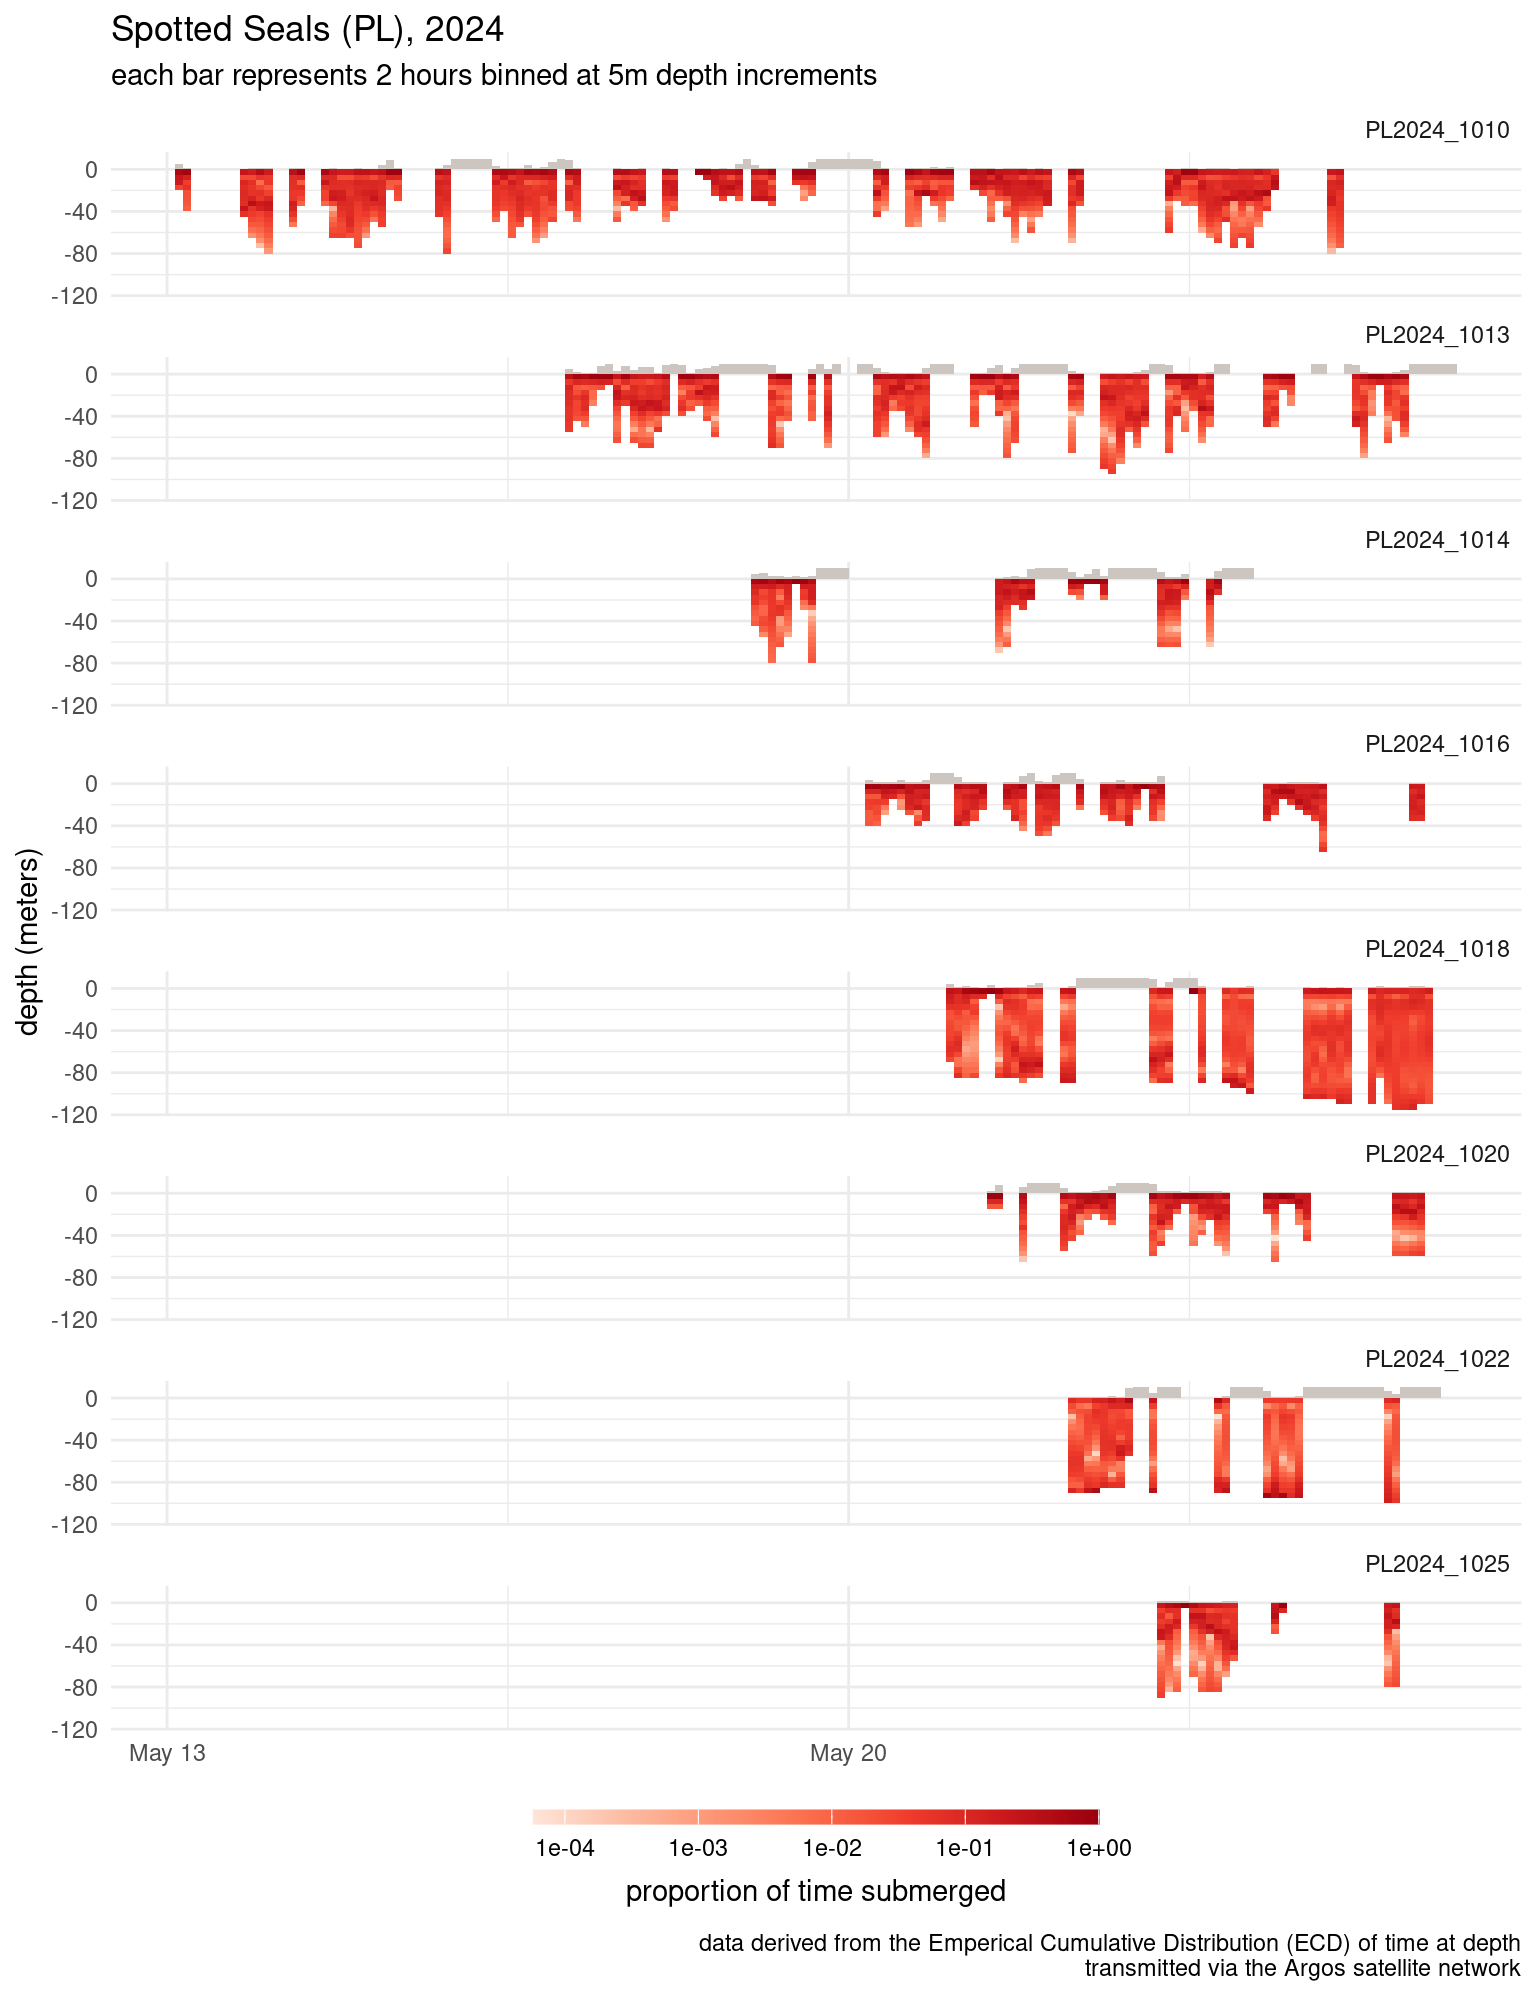 Spotted Seals (PL), 2024
each bar represents 2 hours binned at 5m depth increments
PL2024_1010
0
-40
-80
-120
PL2024_1013
0
-40
-80
-120
PL2024_1014
0
-40
-80
-120
PL2024_1016
0
-40
-80
-120
depth (meters)
PL2024_1018
0
-40
-80
-120
PL2024_1020
0
-40
-80
-120
PL2024_1022
0
-40
-80
-120
PL2024_1025
0
-40
-80
-120
May 13 May 20
1e-04 1e-03 1e-02 1e-01 1e+00
proportion of time submerged
data derived from the Emperical Cumulative Distribution (ECD) of time at depth
transmitted via the Argos satellite network